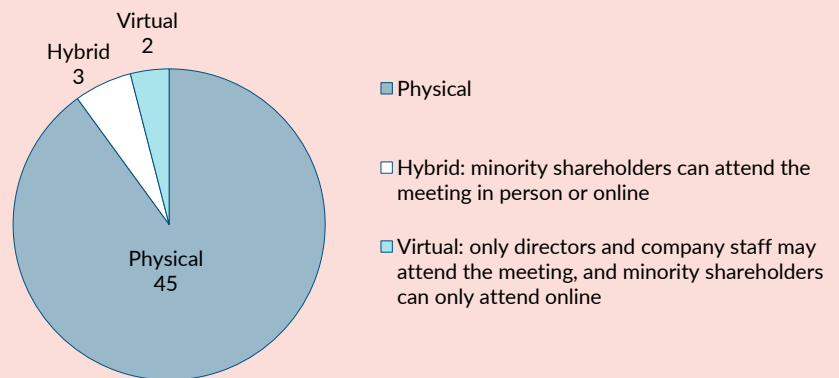 Virtual
2
Hybrid
3
Physical
45
Physical
Hybrid: minority shareholders can attend the
meeting in person or online
Virtual: only directors and company staff may
attend the meeting, and minority shareholders
can only attend online